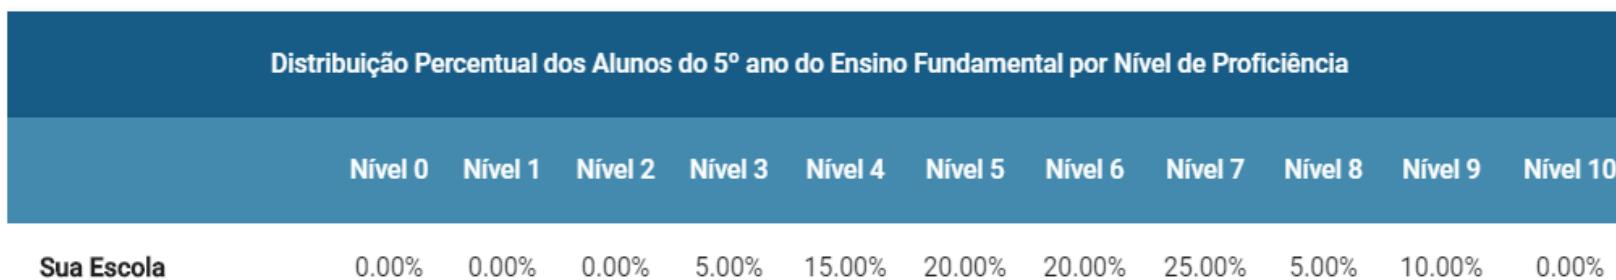 Distribuição Percentual dos Alunos do 5º ano do Ensino Fundamental por Nível de Proficiência
Nível 0 Nível 1 Nível 2 Nível 3 Nível 4 Nível 5 Nível 6 Nível 7 Nível 8 Nível 9 Nível 10
Sua Escola 0.00% 0.00% 0.00% 5.00% 15.00% 20.00% 20.00% 25.00% 5.00% 10.00% 0.00%